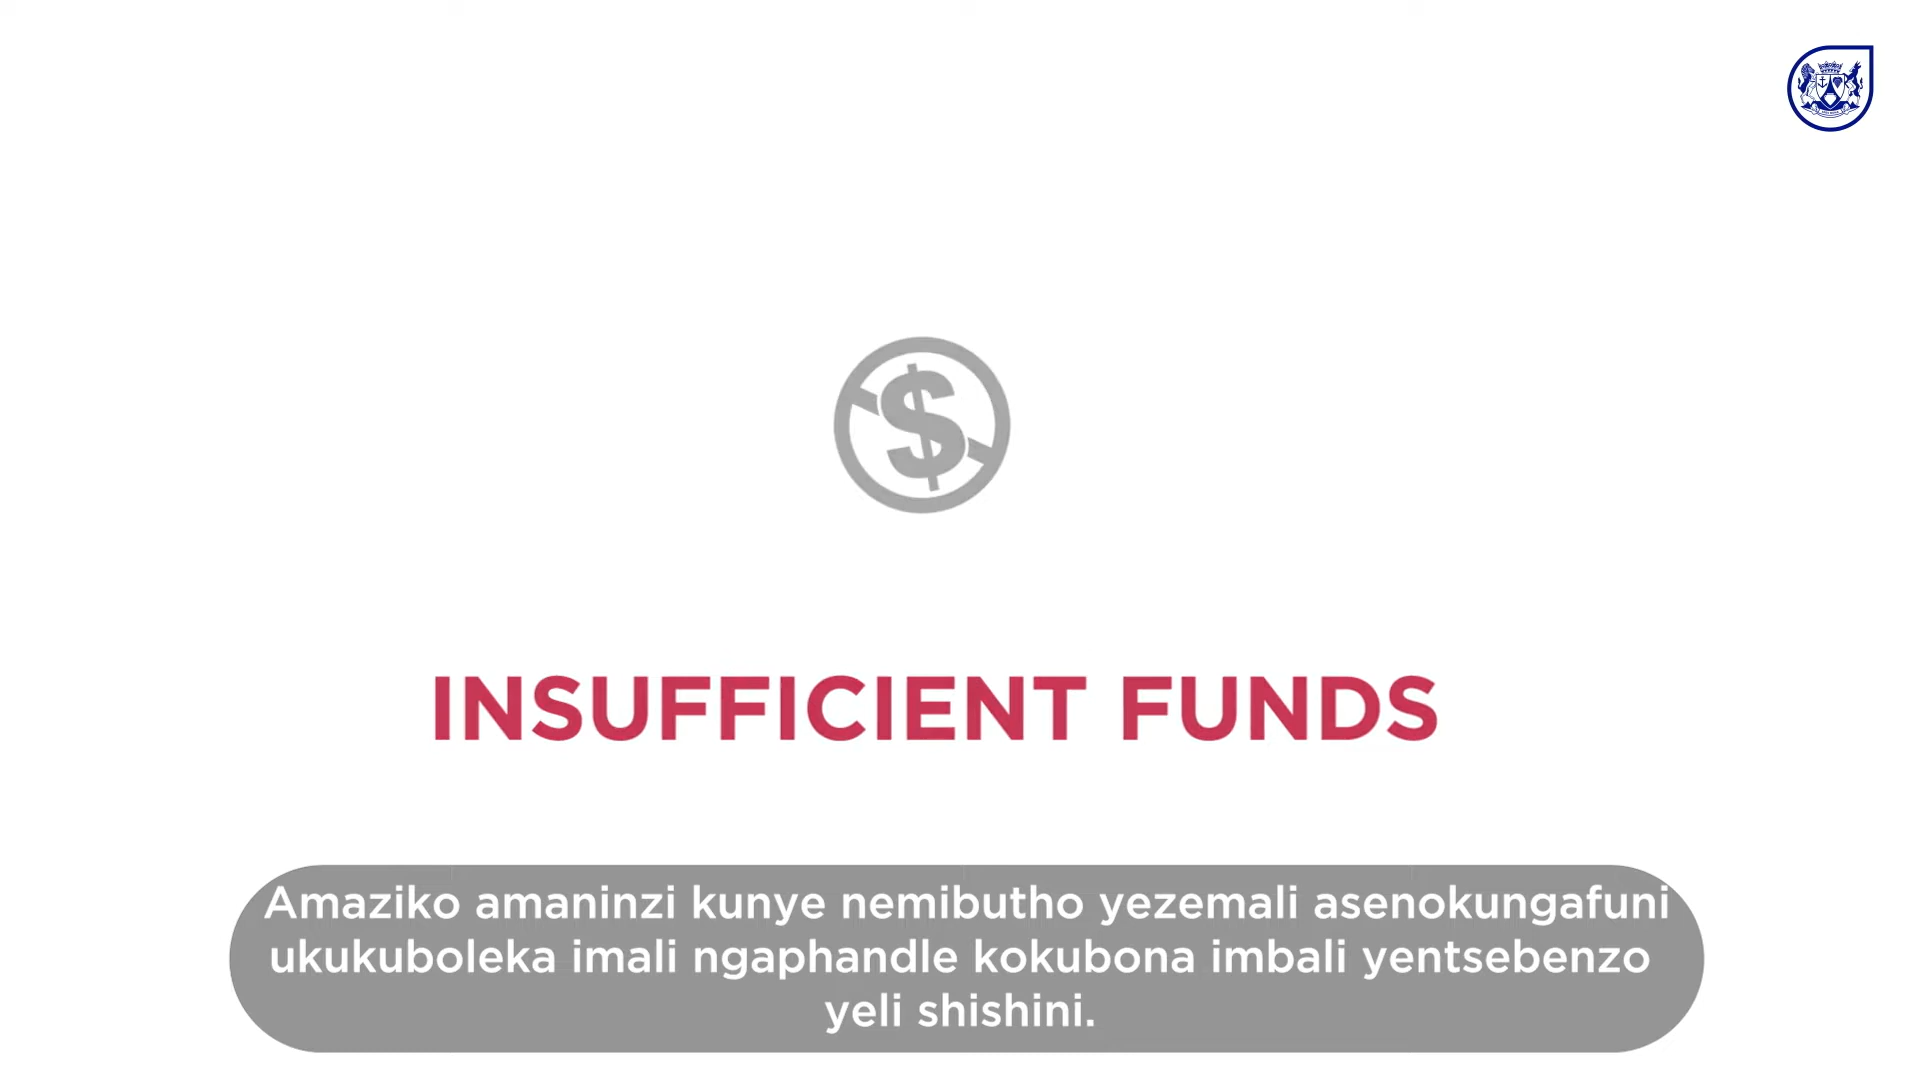 INSUFFICIENT FUNDS
Amaziko amaninzi kunye nemibutho yezemali asenokungafuni
ukukuboleka imali ngaphandle kokubona imbali yentsebenzo
yeli shishini.